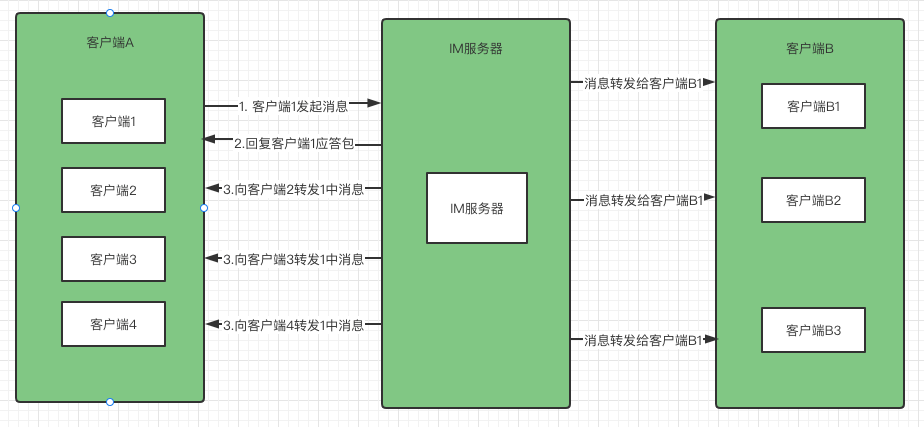 客户端A
客户端1
客户端2
客户端3
客户端4
1. 客户端1发起消息
2.回复客户端1应答包
3.向客户端2转发1中消息
3.向客户端3转发1中消息
3.向客户端4转发1中消息
IM服务器
IM服务器
消息转发给客户端B1
消息转发给客户端B1
消息转发给客户端B1
客户端B
客户端B1
客户端B2
客户端B3